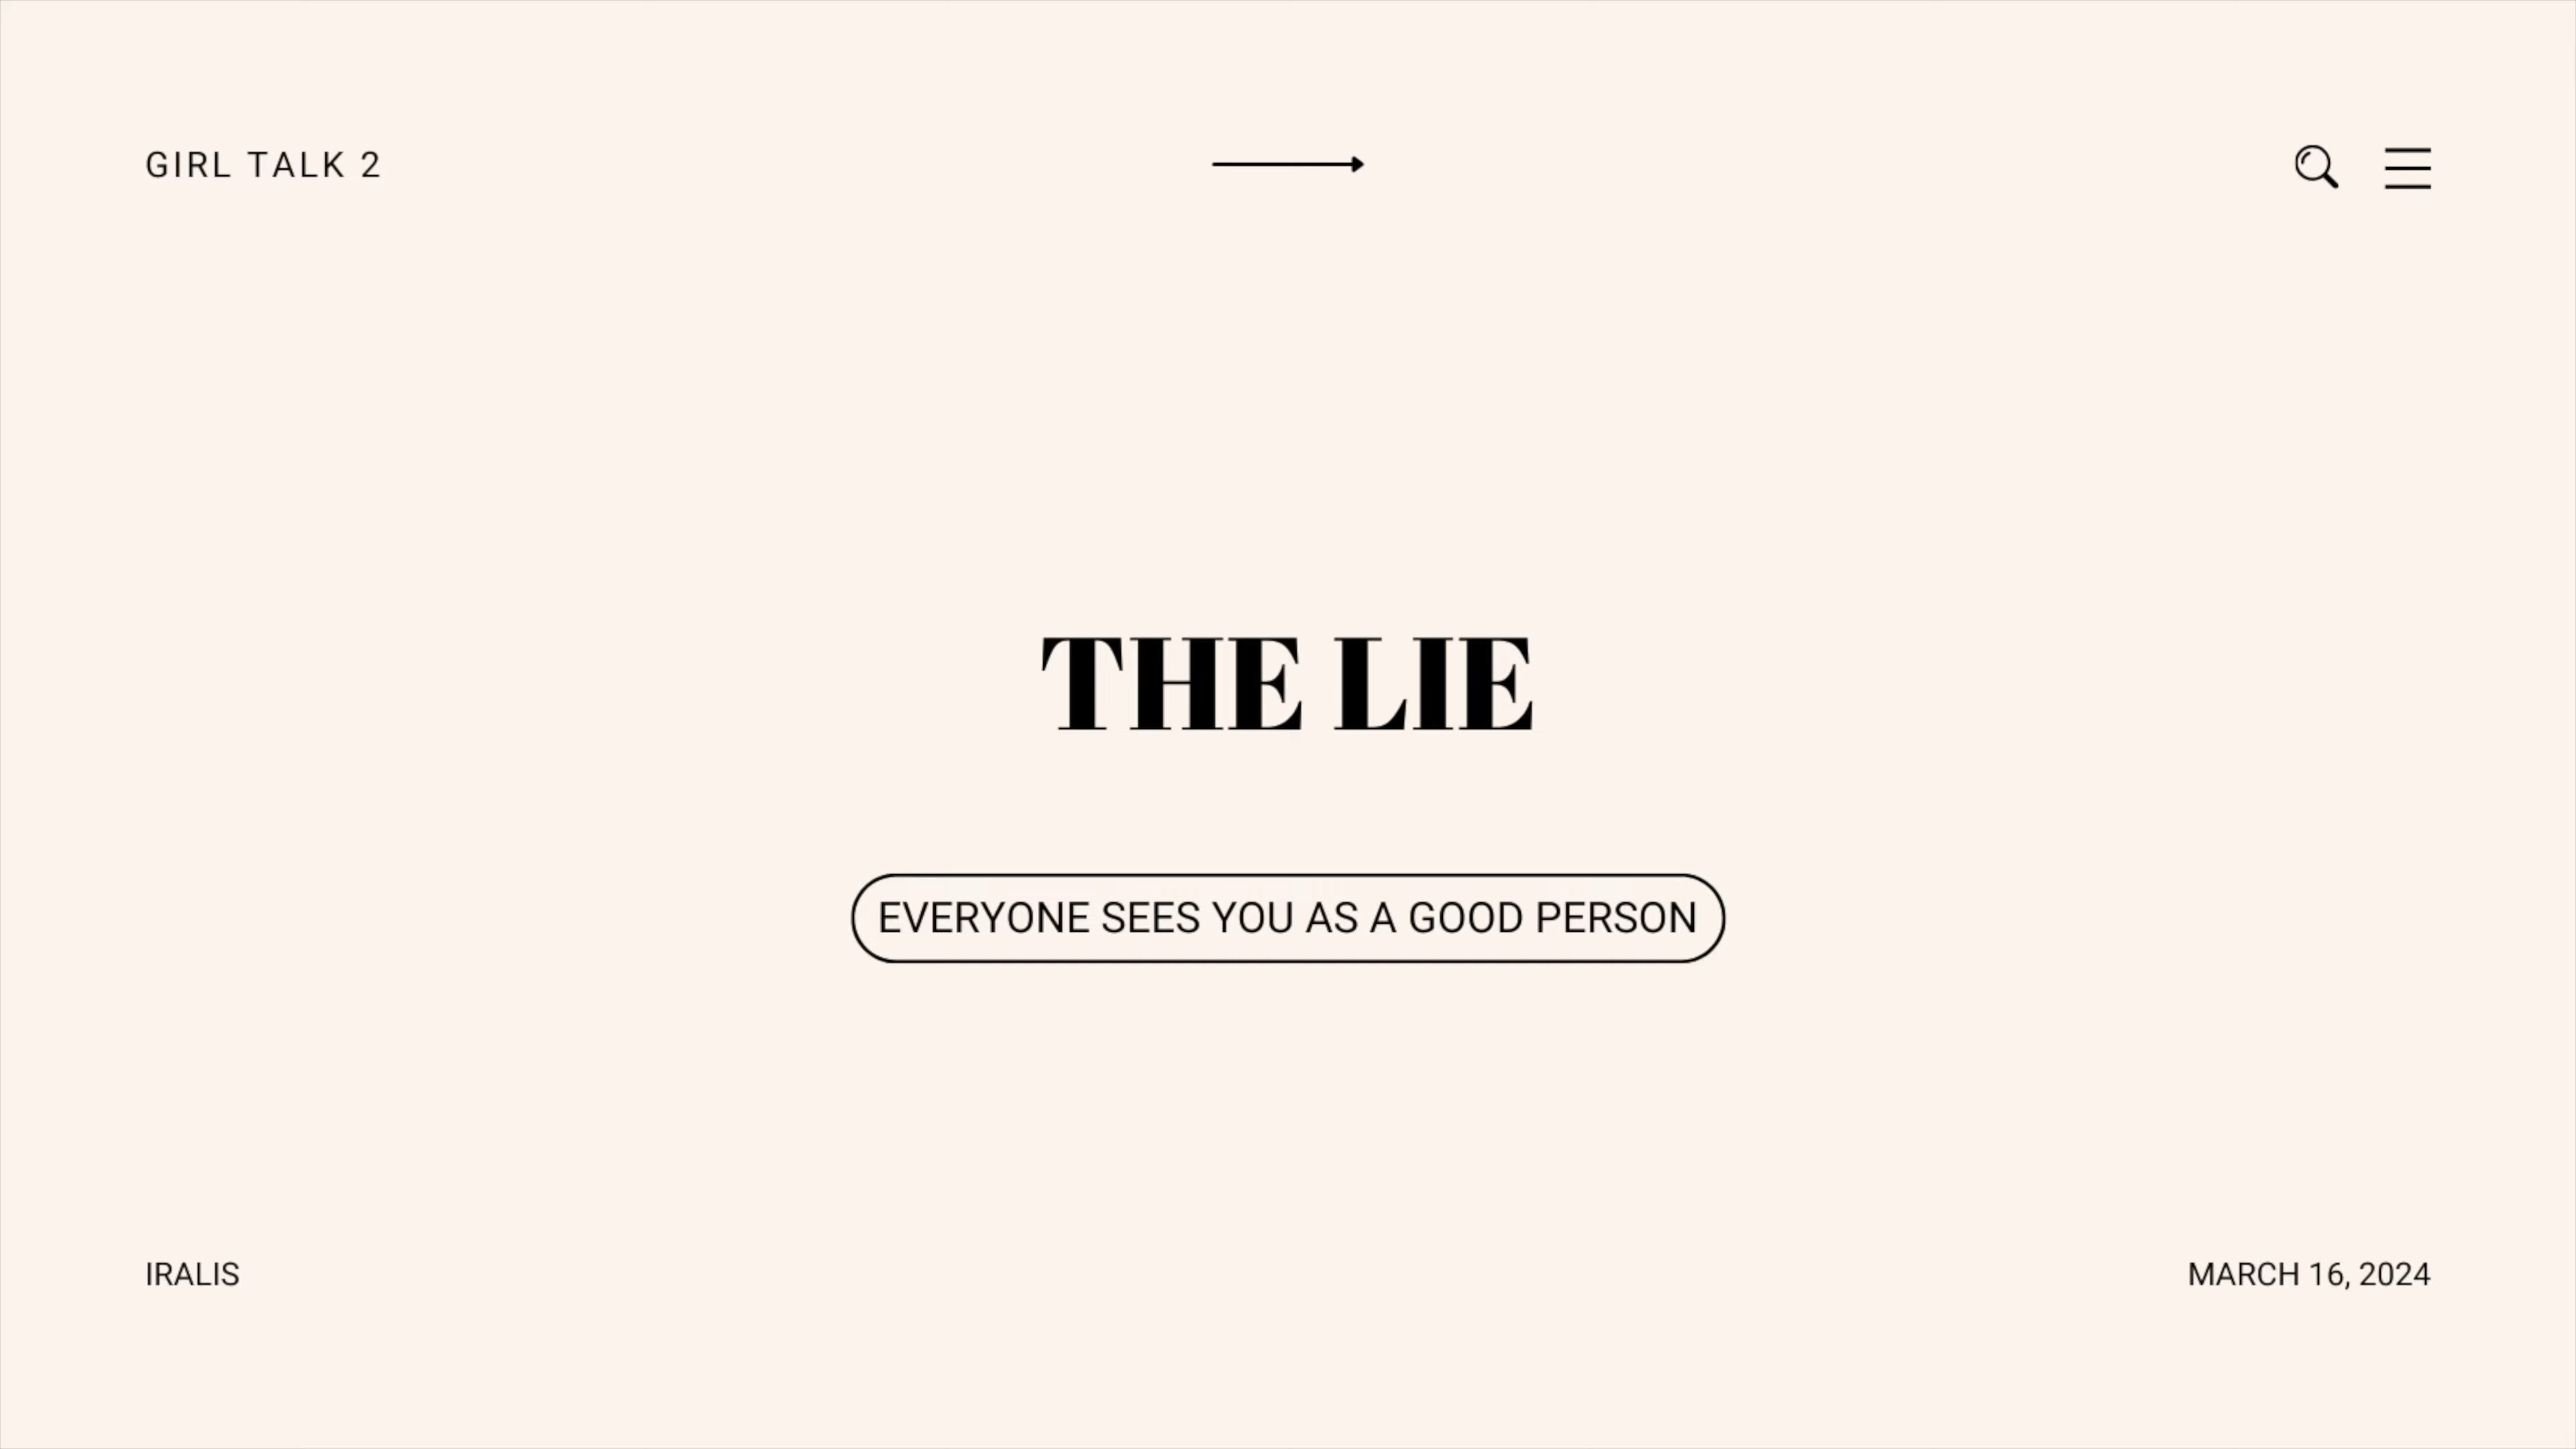 GIRL TALK 2
THE LIE
EVERYONE SEES YOU AS A GOOD PERSON
IRALIS
MARCH 16, 2024